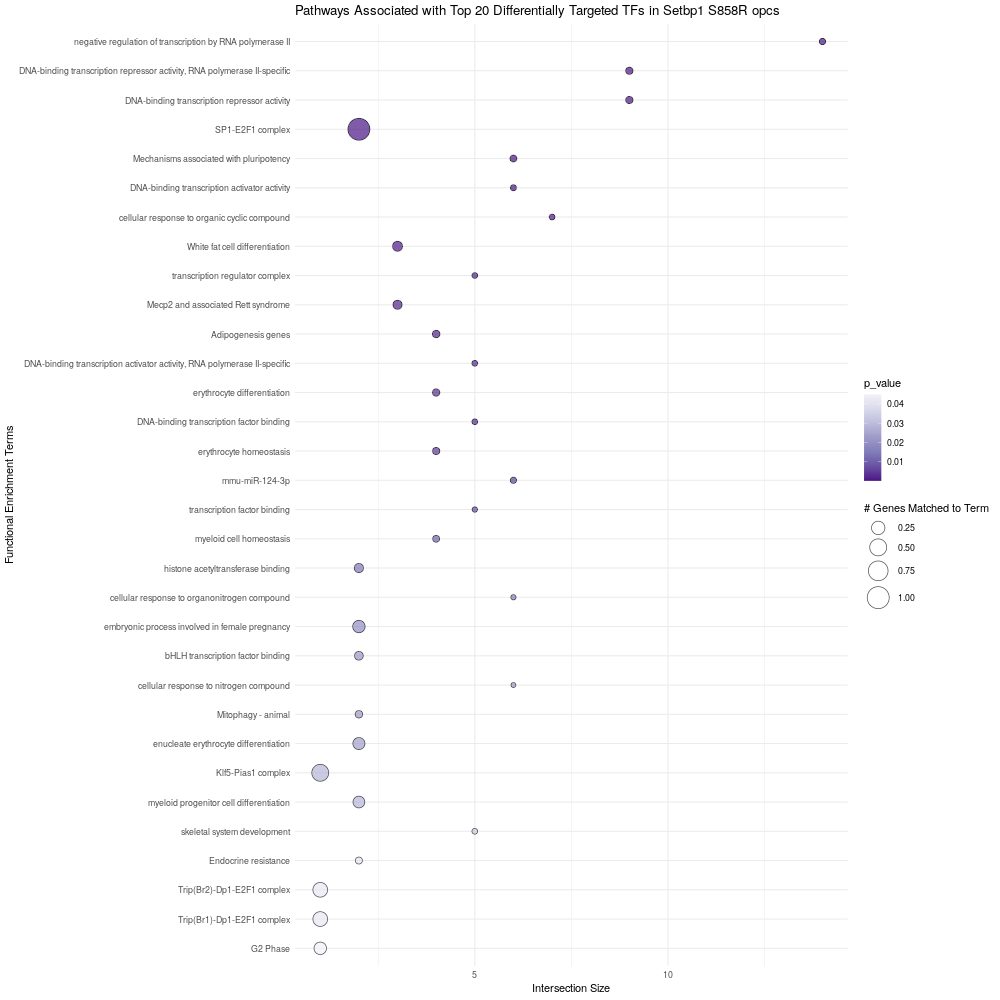 Pathways Associated with Top 20 Differentially Targeted TFs in Setbp1 S858R opcs
negative regulation of transcription by RNA polymerase II
DNA-binding transcription repressor activity, RNA polymerase II-specific
DNA-binding transcription repressor activity
SP1-E2F1 complex
Mechanisms associated with pluripotency
DNA-binding transcription activator activity
cellular response to organic cyclic compound
White fat cell differentiation
transcription regulator complex
Mecp2 and associated Rett syndrome
Adipogenesis genes
DNA-binding transcription activator activity, RNA polymerase II-specific
erythrocyte differentiation
DNA-binding transcription factor binding
erythrocyte homeostasis
mmu-miR-124-3p
transcription factor binding
myeloid cell homeostasis
histone acetyltransferase binding
cellular response to organonitrogen compound
embryonic process involved in female pregnancy
bHLH transcription factor binding
cellular response to nitrogen compound
Mitophagy - animal
enucleate erythrocyte differentiation
Klf5-Pias1 complex
myeloid progenitor cell differentiation
skeletal system development
Endocrine resistance
Trip(Br2)-Dp1-E2F1 complex
Trip(Br1)-Dp1-E2F1 complex
G2 Phase
Functional Enrichment Terms
5
10
Intersection Size
p_value
0.04
0.03
0.02
0.01
# Genes Matched to Term
0.25
0.50
0.75
1.00